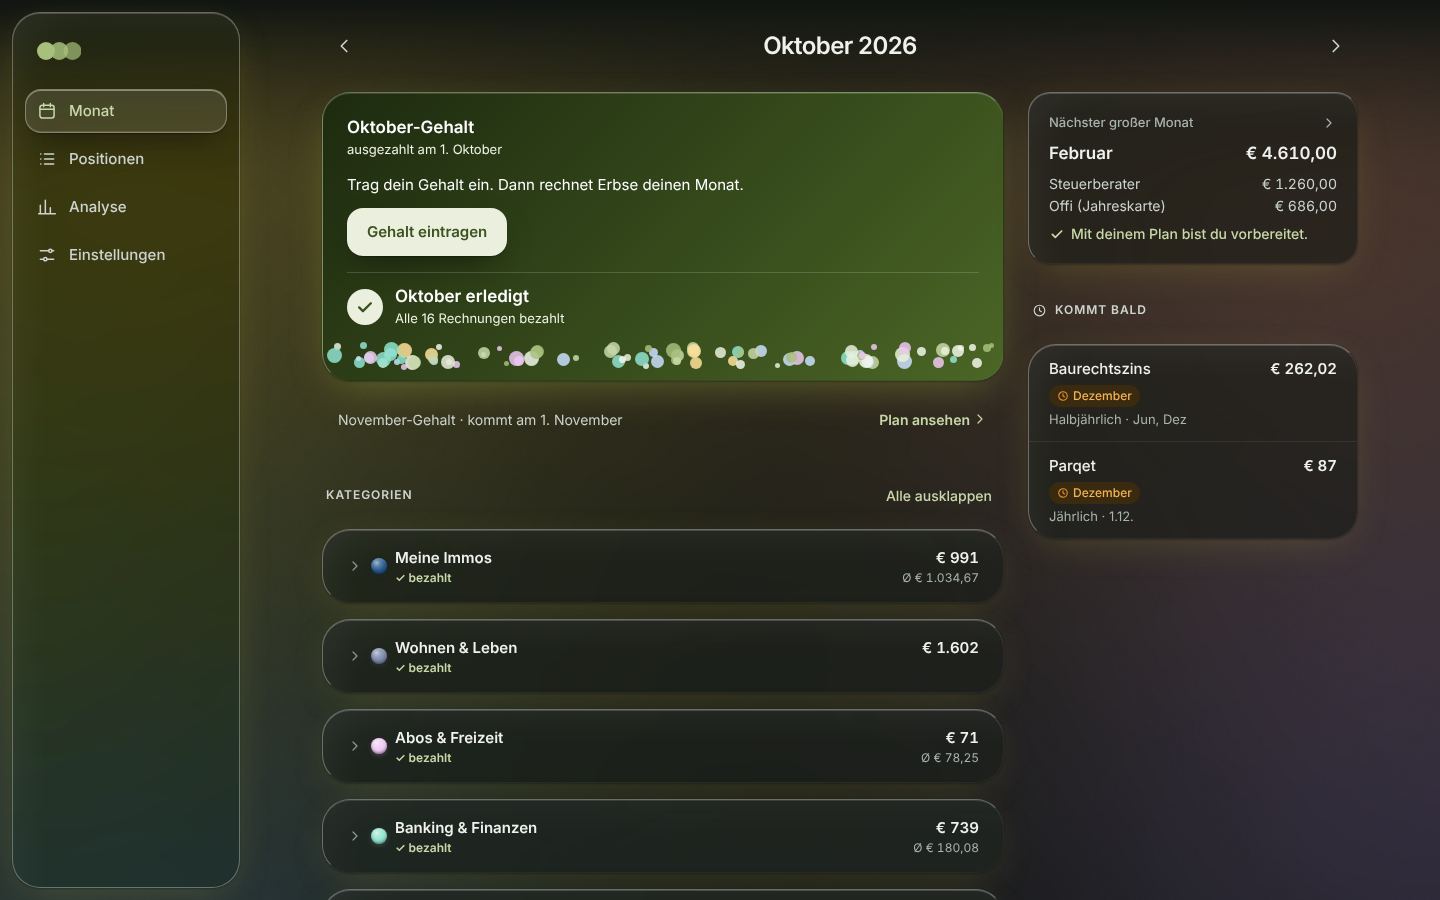 Monat
Positionen
Analyse
Einstellungen
Oktober 2026
Oktober-Gehalt
ausgezahlt am 1. Oktober
Trag dein Gehalt ein. Dann rechnet Erbse deinen Monat.
Gehalt eintragen
Oktober erledigt
Alle 16 Rechnungen bezahlt
November-Gehalt · kommt am 1. November
Plan ansehen
KATEGORIEN
Alle ausklappen
Meine Immos
€ 991
✓ bezahlt
Ø € 1.034,67
Wohnen & Leben
€ 1.602
✓ bezahlt
Abos & Freizeit
€ 71
✓ bezahlt
Ø € 78,25
Banking & Finanzen
€ 739
✓ bezahlt
Ø € 180,08
Nächster großer Monat
Februar
€ 4.610,00
Steuerberater
€ 1.260,00
Offi (Jahreskarte)
€ 686,00
Mit deinem Plan bist du vorbereitet.
KOMMT BALD
Baurechtszins
€ 262,02
Dezember
Halbjährlich · Jun, Dez
Parqet
€ 87
Dezember
Jährlich · 1.12.